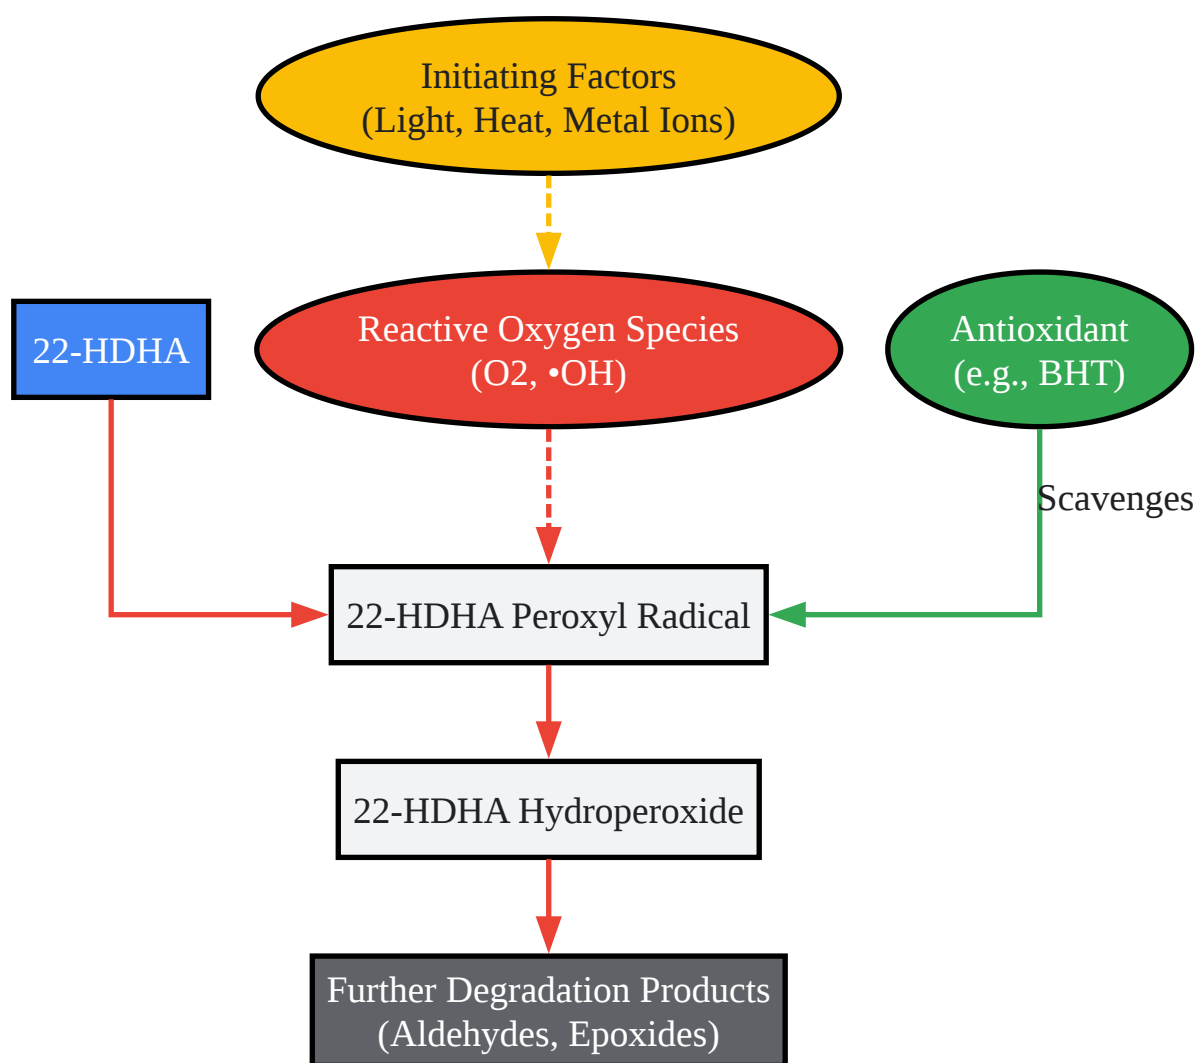 Initiating Factors
(Light, Heat, Metal Ions)
22-HDHA
Reactive Oxygen Species
(O2, •OH)
Antioxidant
(e.g., BHT)
Scavenges
22-HDHA Peroxyl Radical
22-HDHA Hydroperoxide
Further Degradation Products
(Aldehydes, Epoxides)